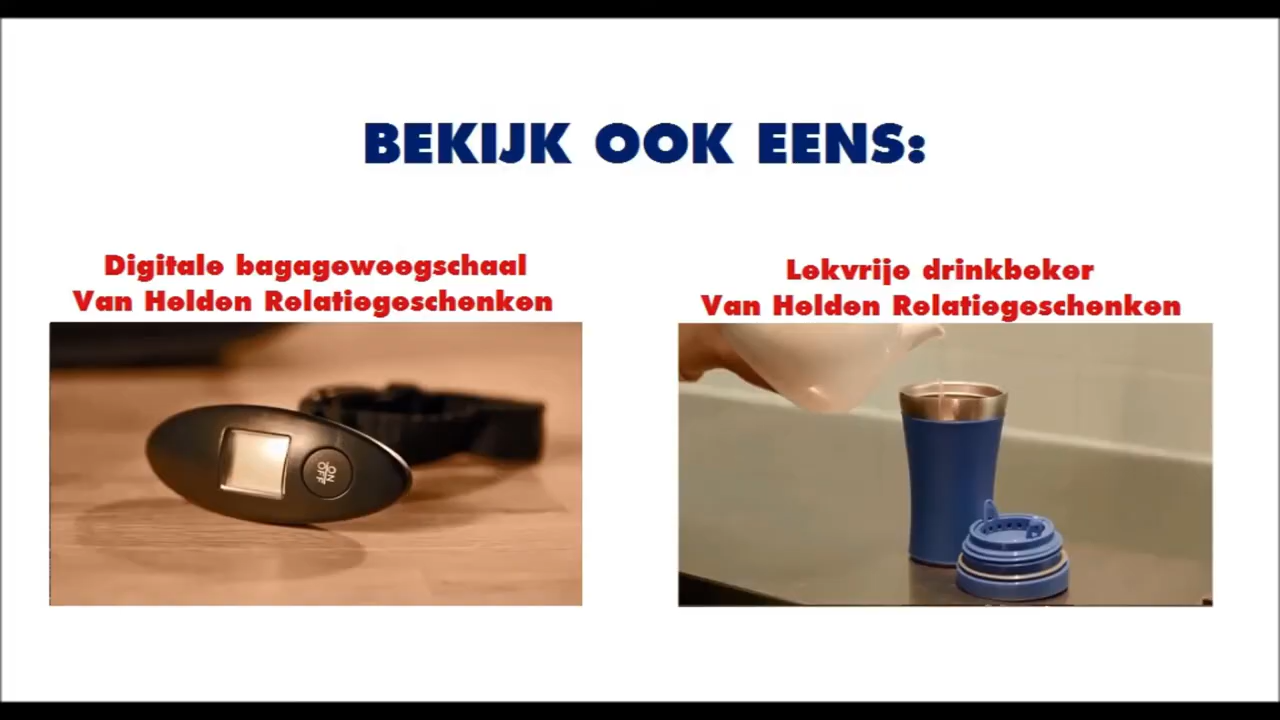 BEKIJK OOK EENS:
Digitale bagageweegschaal
Van Helden Relatiegeschenken
Lekvrije drinkbeker
Van Helden Relatiegeschenken
ON
OFF